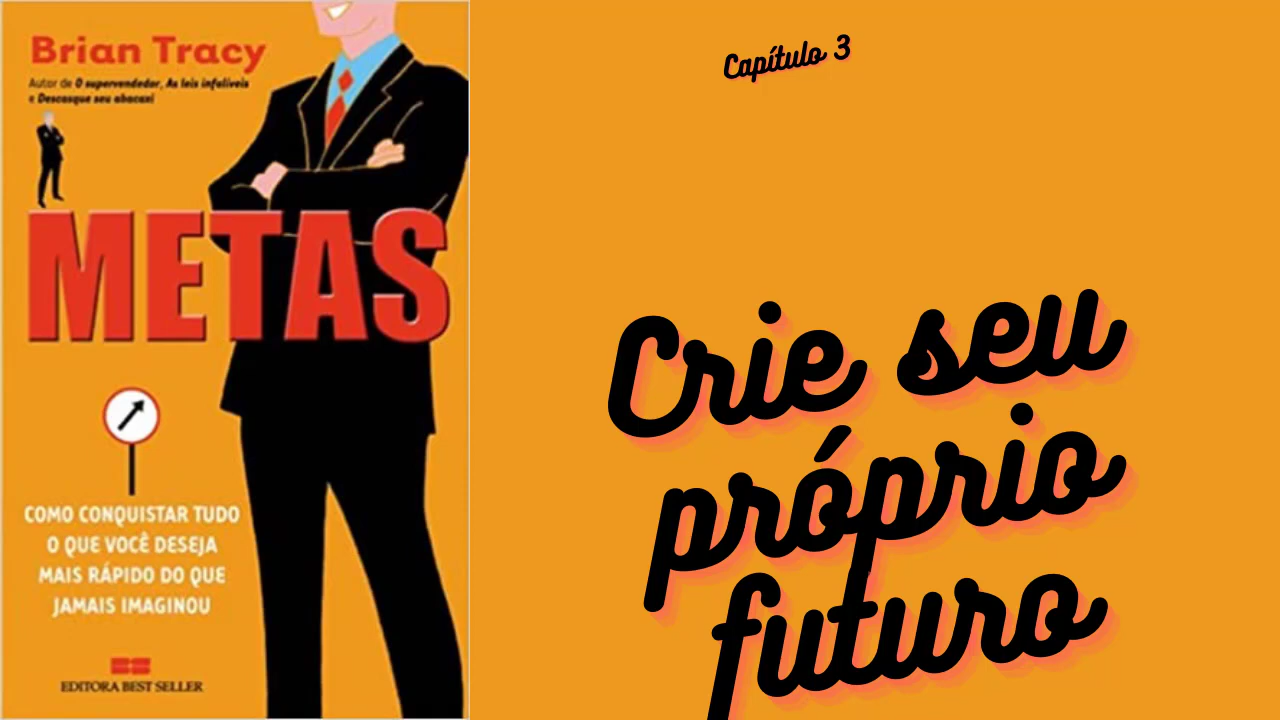 Brian Tracy
Autor de O supervendedor, As leis infalíveis
e Descasque seu abacaxi
METAS
COMO CONQUISTAR TUDO
O QUE VOCÊ DESEJA
MAIS RÁPIDO DO QUE
JAMAIS IMAGINOU
EDITORA BEST SELLER
Capítulo 3
Crie seu
próprio
futuro